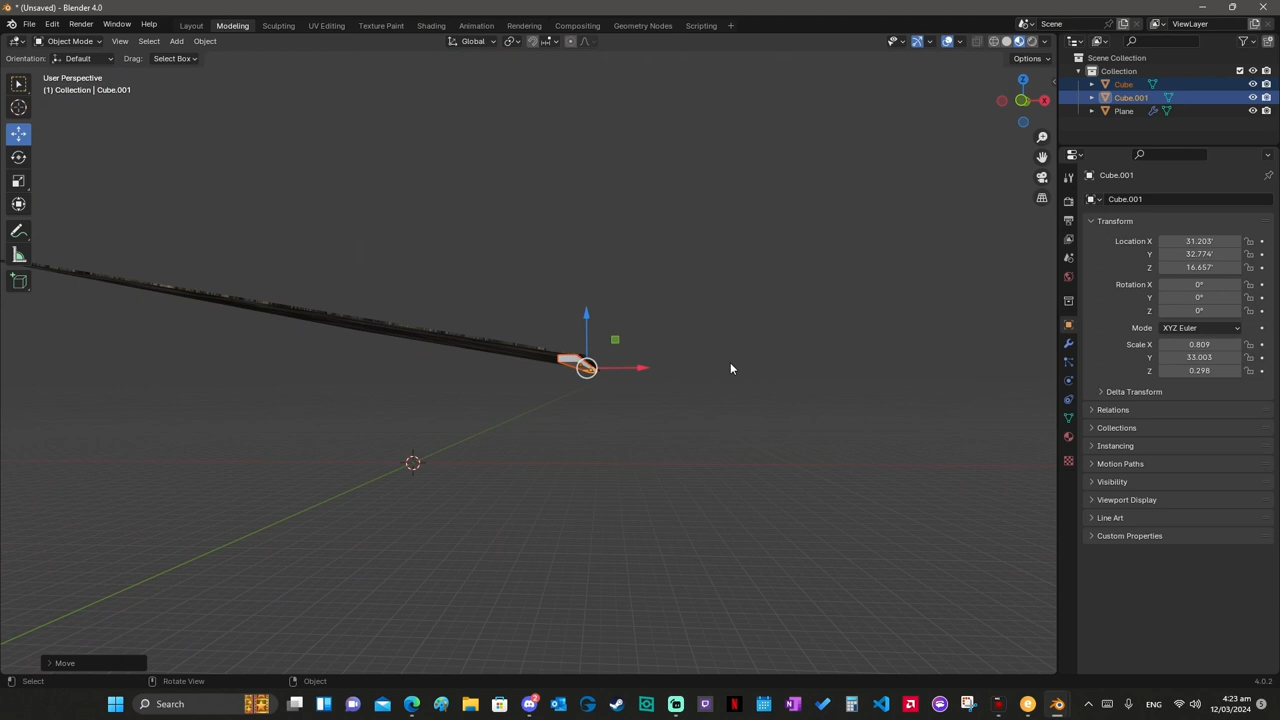 * (Unsaved) - Blender 4.0
File Edit Render Window Help Layout Modeling Sculpting UV Editing Texture Paint Shading Animation Rendering Compositing Geometry Nodes Scripting + Scene ViewLayer
Object Mode View Select Add Object Global
Orientation: Default Drag: Select Box Options
User Perspective
(1) Collection | Cube.001
Z
X
Move
Scene Collection
Collection
Cube
Cube.001
Plane
Cube.001
Cube.001
Transform
Location X 31.203'
Y 32.774'
Z 16.657'
Rotation X 0°
Y 0°
Z 0°
Mode XYZ Euler
Scale X 0.809
Y 33.003
Z 0.298
Delta Transform
Relations
Collections
Instancing
Motion Paths
Visibility
Viewport Display
Line Art
Custom Properties
Select Rotate View Object 4.0.2
Search 2 ENG 4:23 pm
12/03/2024